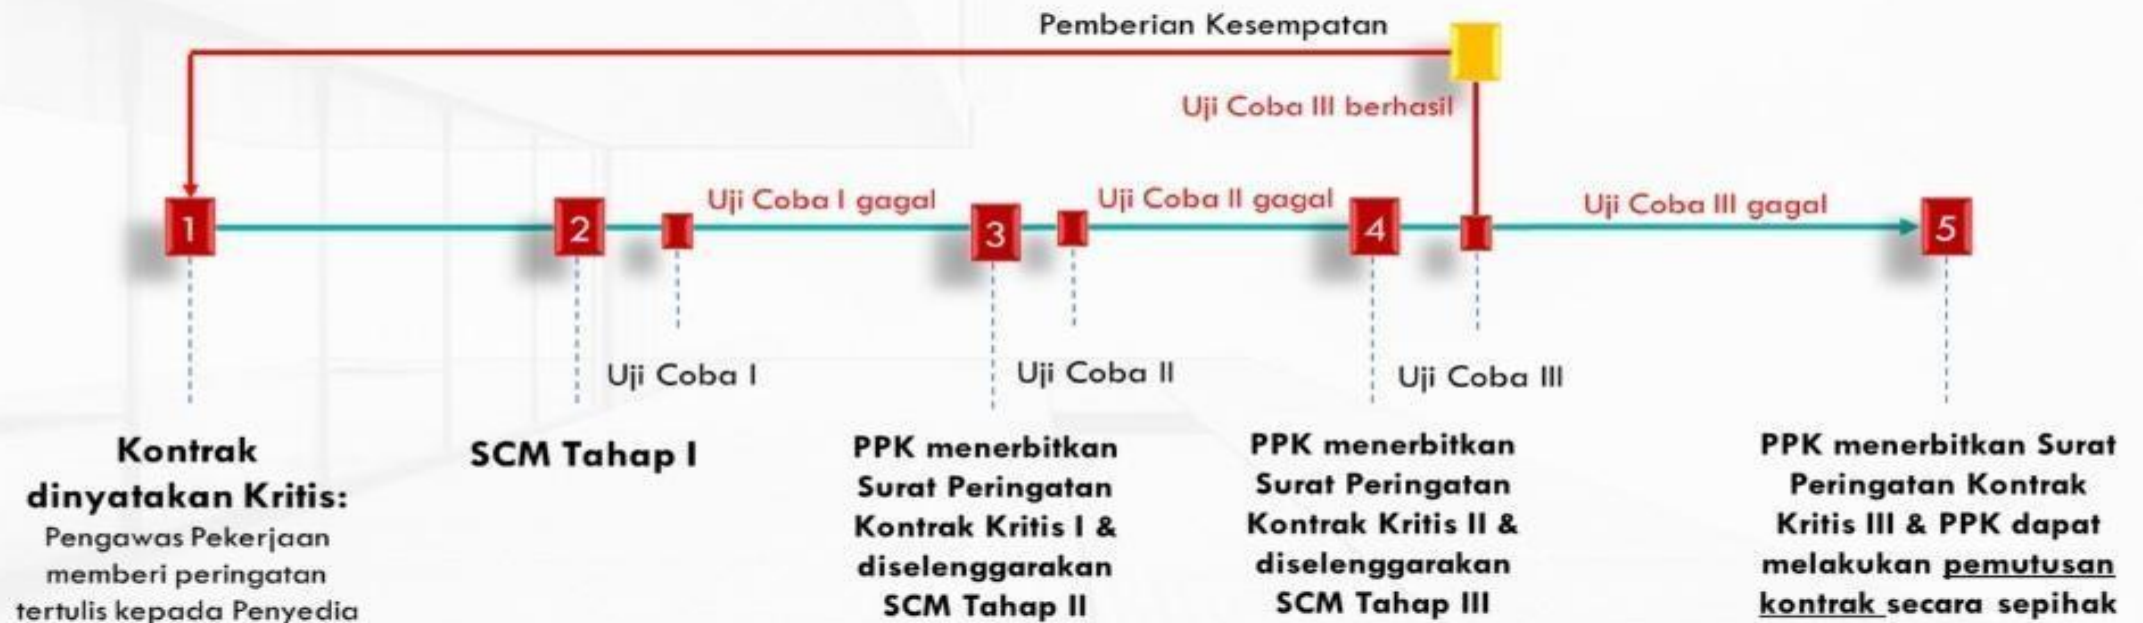 Pemberian Kesempatan
Uji Coba III berhasil
Uji Coba I gagal
Uji Coba II gagal
Uji Coba III gagal
1
2
3
4
5
Uji Coba I
Uji Coba II
Uji Coba III
Kontrak
dinyatakan Kritis:
Pengawas Pekerjaan
memberi peringatan
tertulis kepada Penyedia
SCM Tahap I
PPK menerbitkan
Surat Peringatan
Kontrak Kritis I &
diselenggarakan
SCM Tahap II
PPK menerbitkan
Surat Peringatan
Kontrak Kritis II &
diselenggarakan
SCM Tahap III
PPK menerbitkan Surat
Peringatan Kontrak
Kritis III & PPK dapat
melakukan pemutusan
kontrak secara sepihak